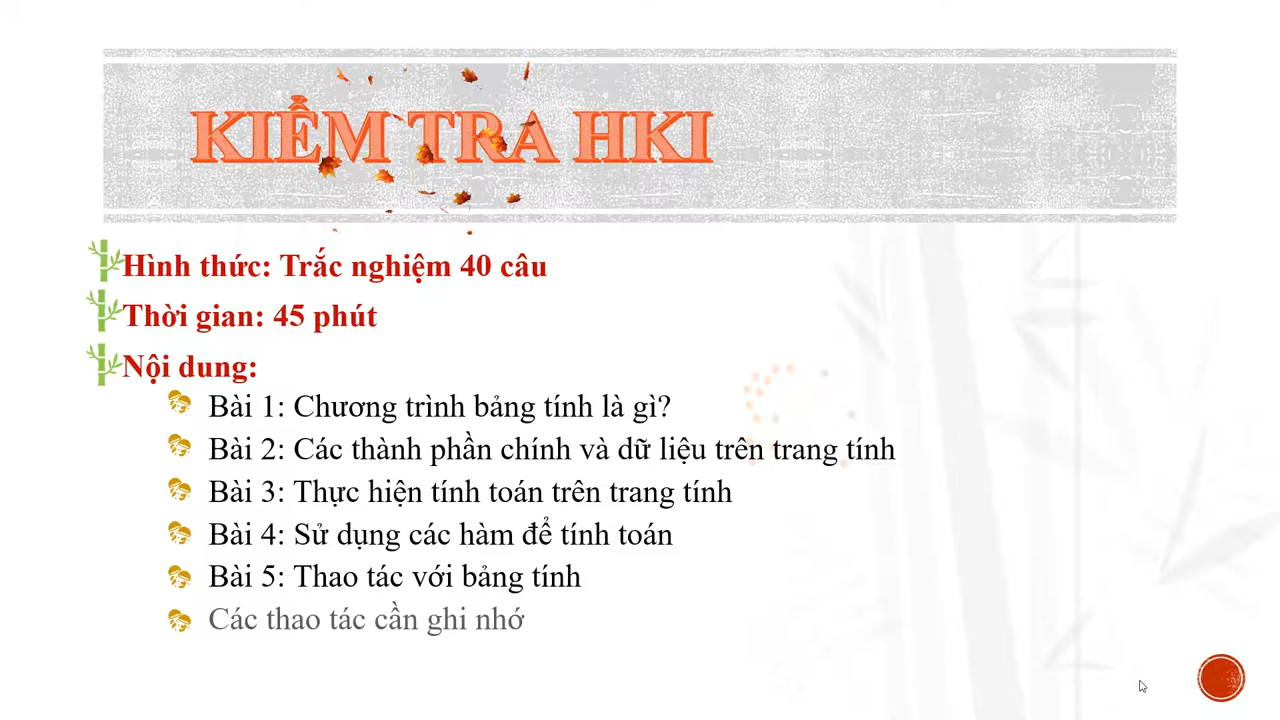 KIỂM TRA HKI
Hình thức: Trắc nghiệm 40 câu
Thời gian: 45 phút
Nội dung:
Bài 1: Chương trình bảng tính là gì?
Bài 2: Các thành phần chính và dữ liệu trên trang tính
Bài 3: Thực hiện tính toán trên trang tính
Bài 4: Sử dụng các hàm để tính toán
Bài 5: Thao tác với bảng tính
Các thao tác cần ghi nhớ